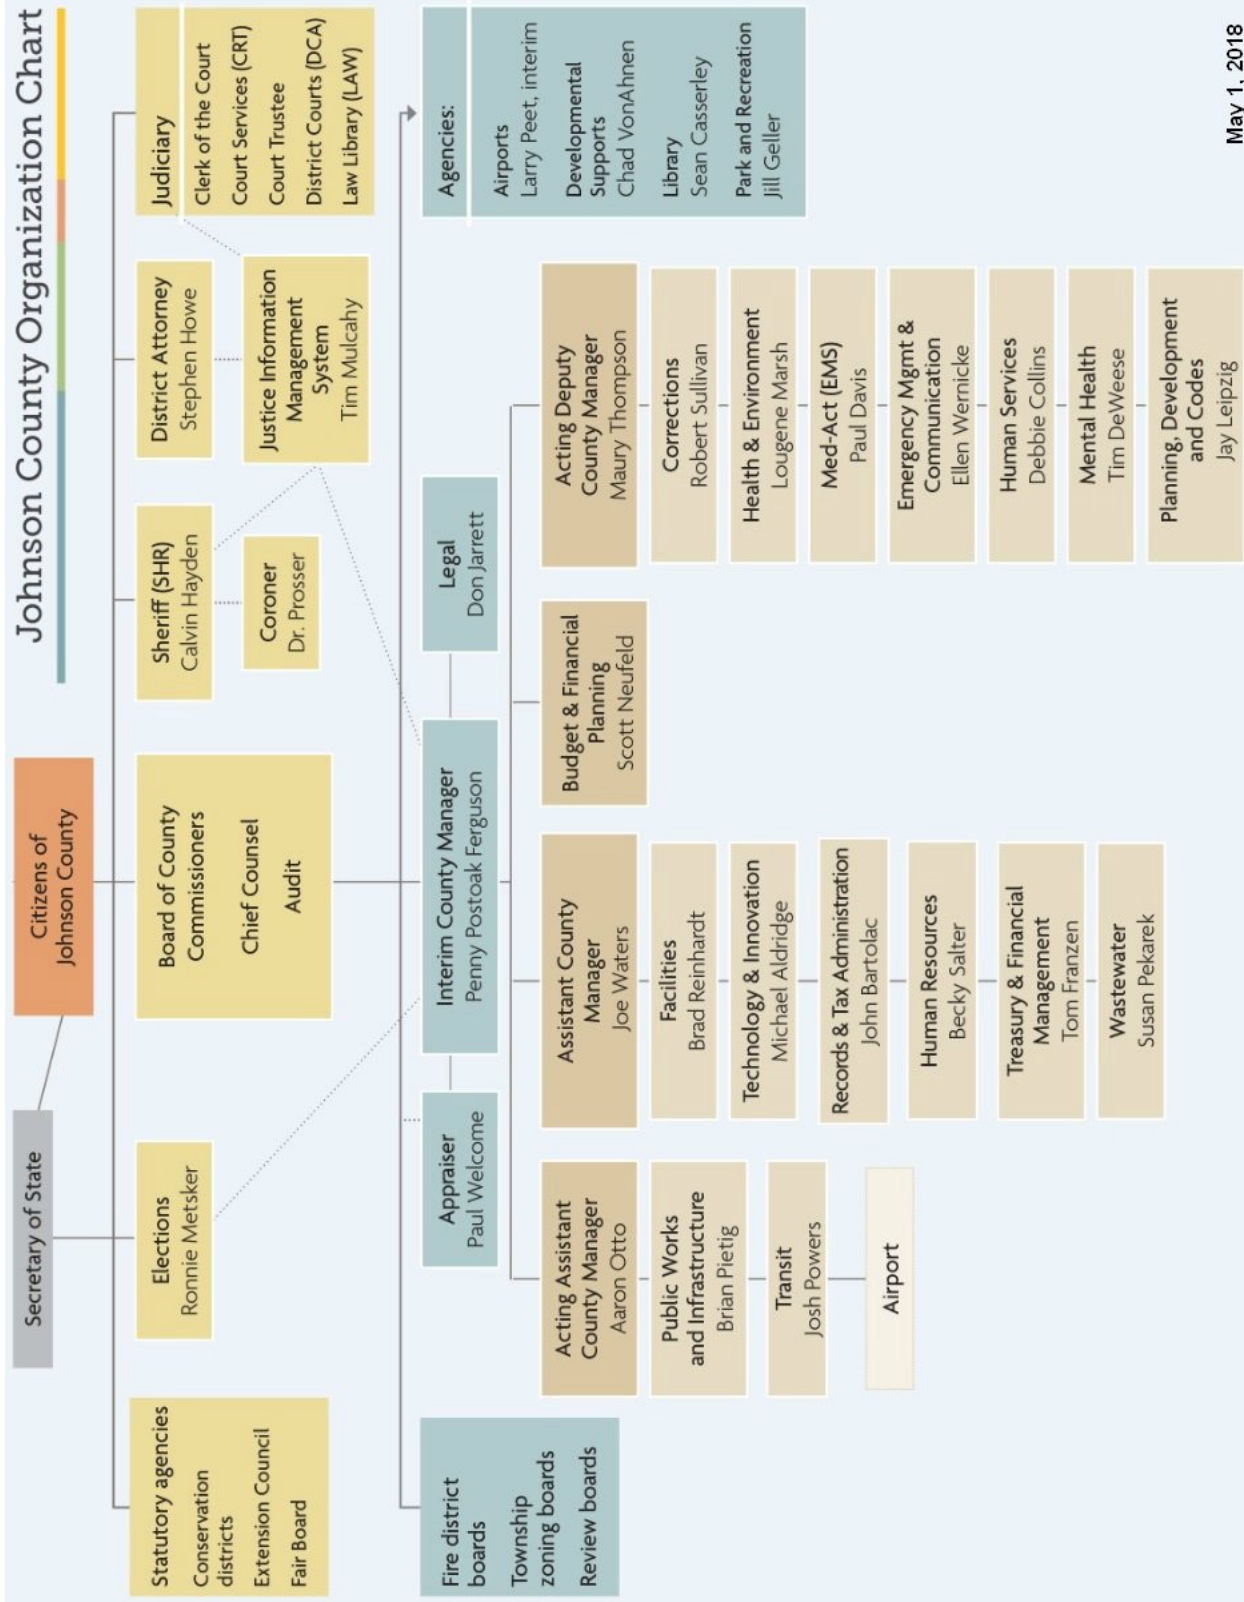 Johnson County Organization Chart
Secretary of State
Citizens of
Johnson County
Statutory agencies
Conservation
districts
Extension Council
Fair Board
Elections
Ronnie Metsker
Board of County
Commissioners
Chief Counsel
Audit
Sheriff (SHR)
Calvin Hayden
Coroner
Dr. Prosser
District Attorney
Stephen Howe
Justice Information
Management
System
Tim Mulcahy
Judiciary
Clerk of the Court
Court Services (CRT)
Court Trustee
District Courts (DCA)
Law Library (LAW)
Fire district
boards
Township
zoning boards
Review boards
Appraiser
Paul Welcome
Interim County Manager
Penny Postoak Ferguson
Legal
Don Jarrett
Agencies:
Airports
Larry Peet, interim
Developmental
Supports
Chad VonAhnen
Library
Sean Casserley
Park and Recreation
Jill Geller
Acting Assistant
County Manager
Aaron Otto
Public Works
and Infrastructure
Brian Pietig
Transit
Josh Powers
Airport
Assistant County
Manager
Joe Waters
Facilities
Brad Reinhardt
Technology & Innovation
Michael Aldridge
Records & Tax Administration
John Bartolac
Human Resources
Becky Salter
Treasury & Financial
Management
Tom Franzen
Wastewater
Susan Pekarek
Budget & Financial
Planning
Scott Neufeld
Acting Deputy
County Manager
Maury Thompson
Corrections
Robert Sullivan
Health & Environment
Lougene Marsh
Med-Act (EMS)
Paul Davis
Emergency Mgmt &
Communication
Ellen Wernicke
Human Services
Debbie Collins
Mental Health
Tim DeWeese
Planning, Development
and Codes
Jay Leipzig
May 1, 2018